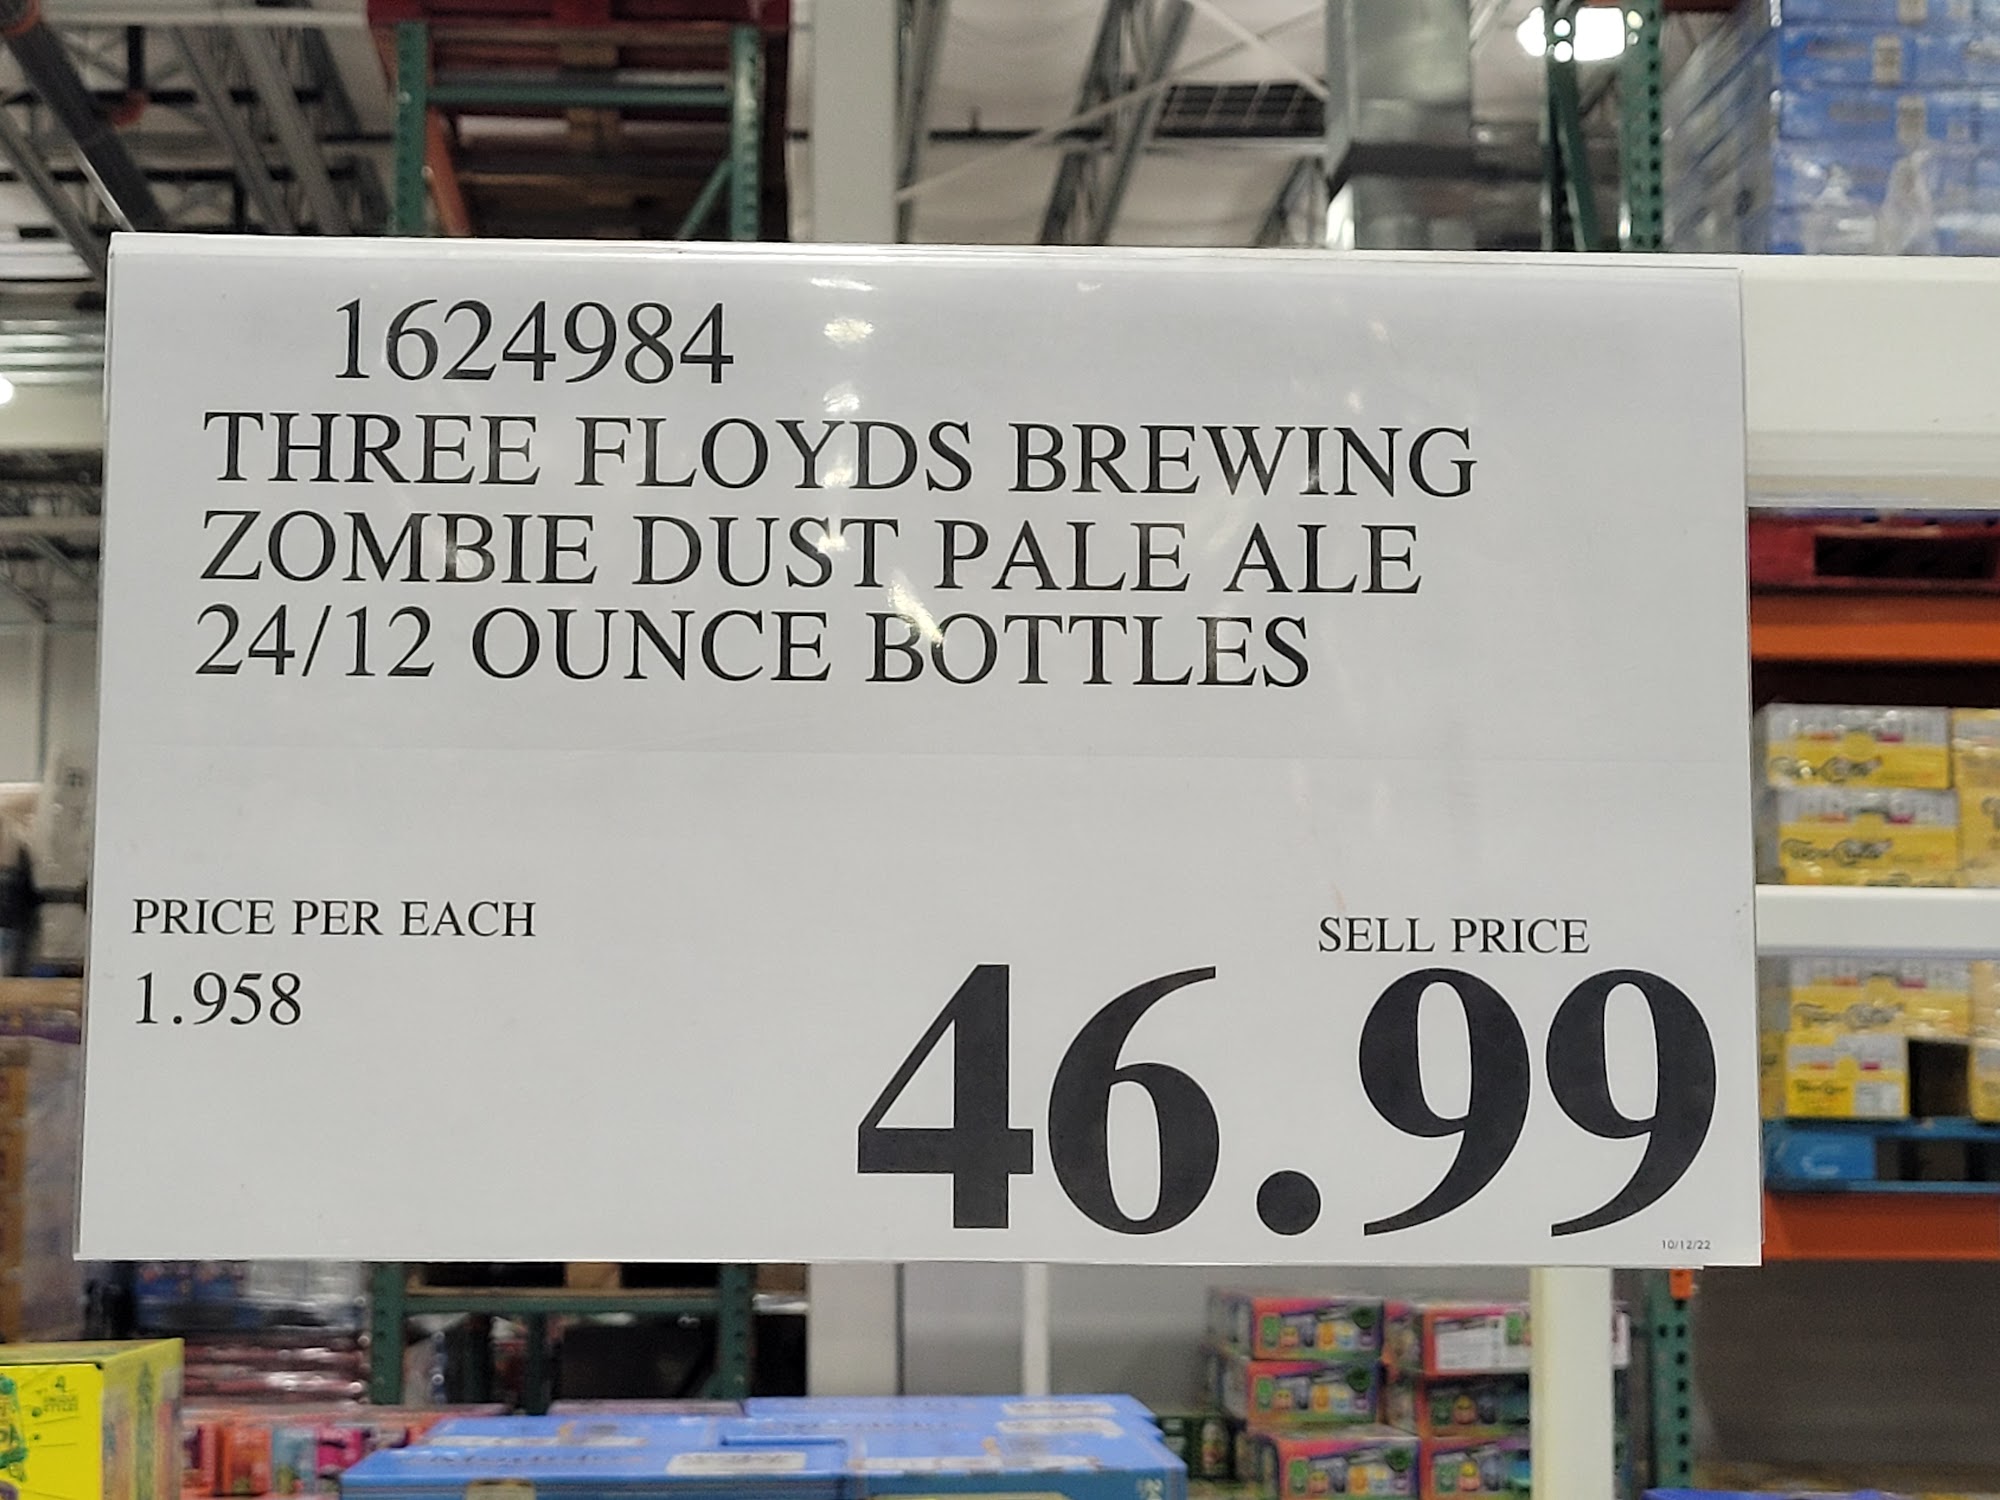 1624984
THREE FLOYDS BREWING
ZOMBIE DUST PALE ALE
24/12 OUNCE BOTTLES
PRICE PER EACH
1.958
SELL PRICE
46.99
10/12/22